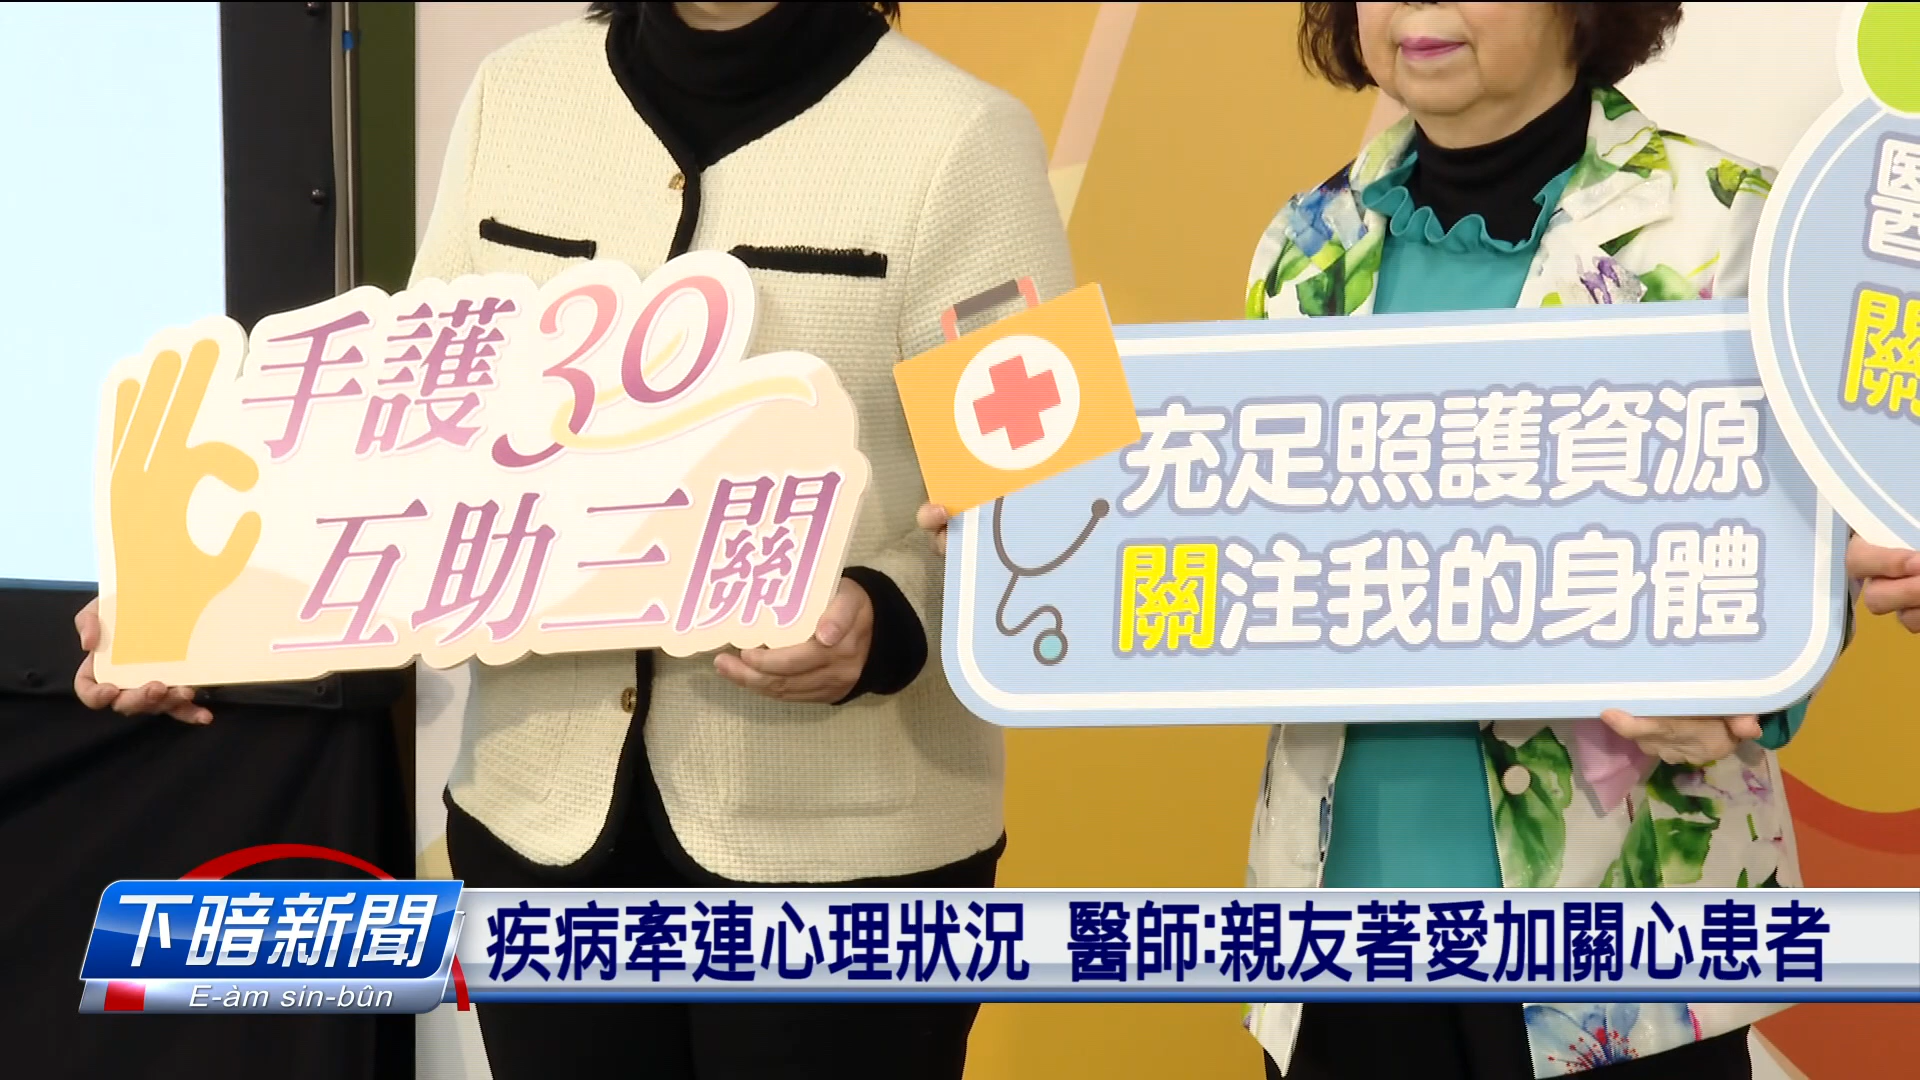 手護30
互助三關
充足照護資源
關注我的身體
醫
關
下暗新聞
E-àm sin-bûn
疾病牽連心理狀況 醫師:親友著愛加關心患者